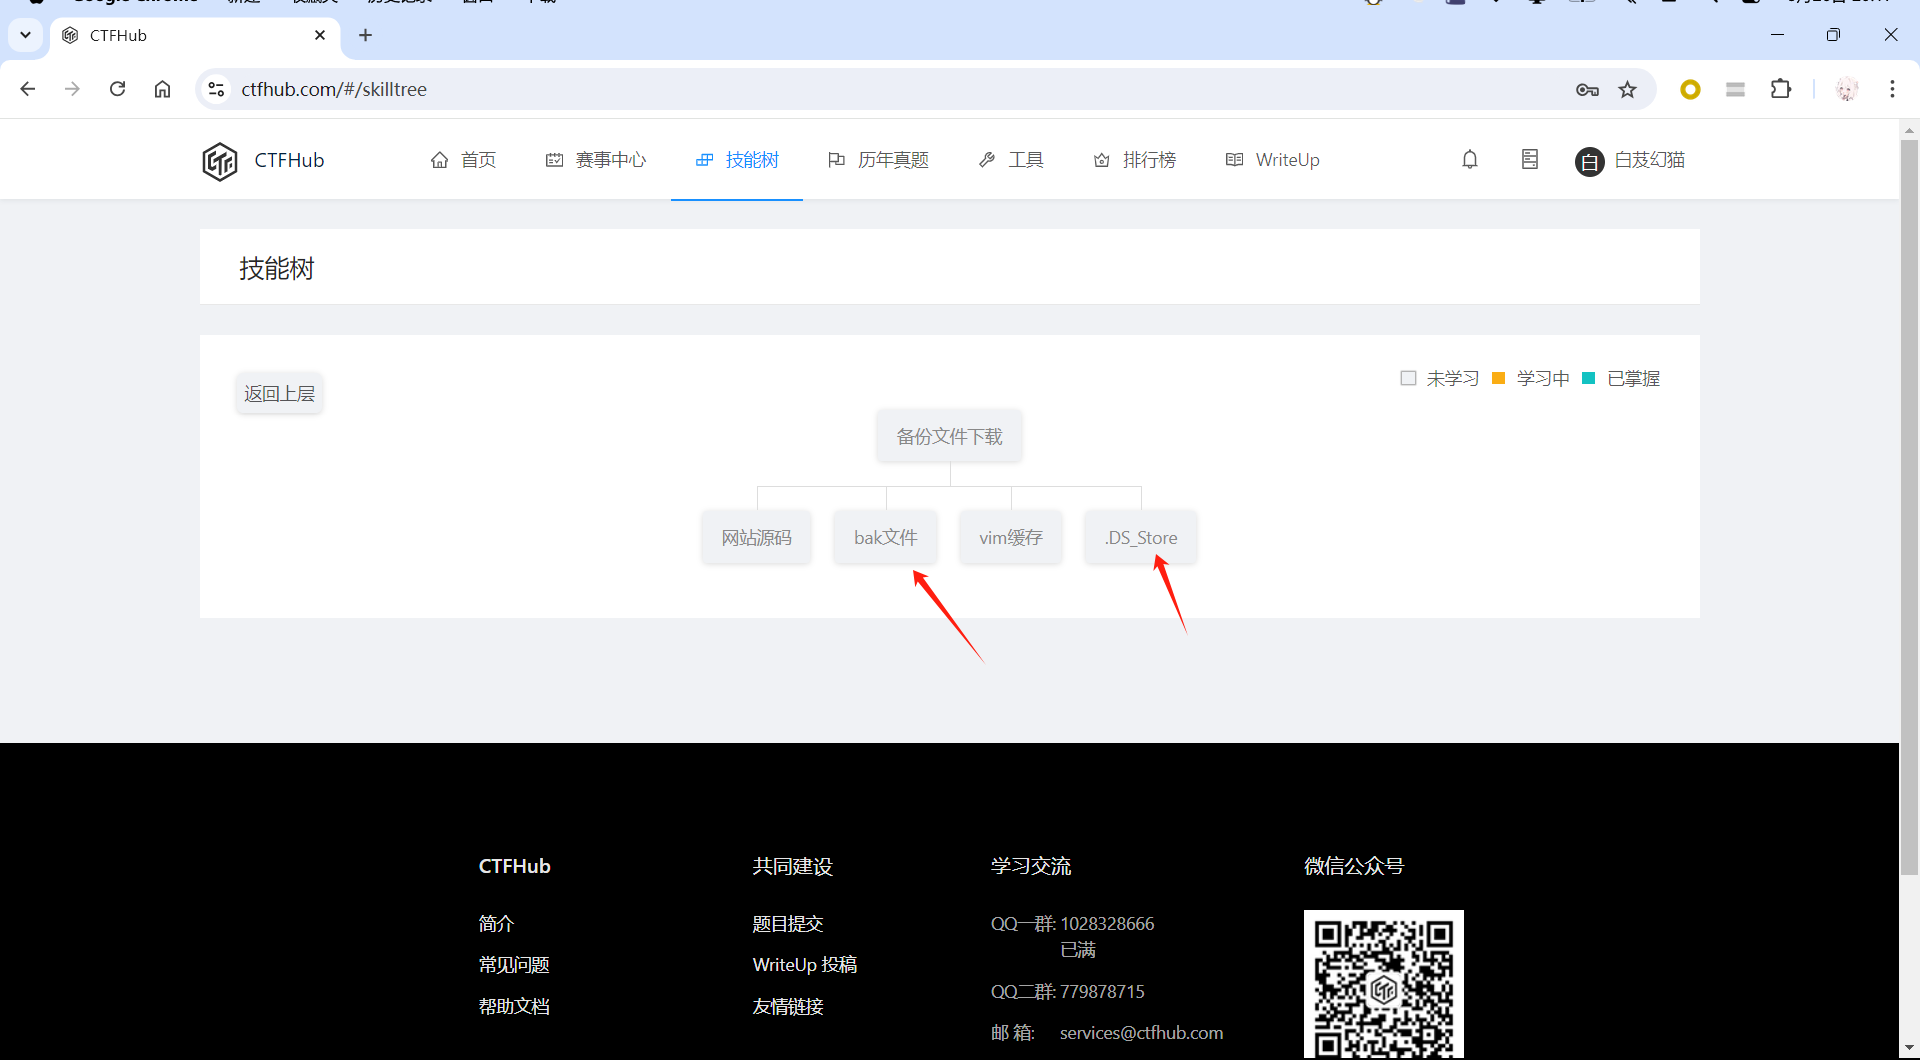 Google Chrome
CTFHub
ctfhub.com/#/skilltree
CTFHub
首页
赛事中心
技能树
历年真题
工具
排行榜
WriteUp
白
白芨幻猫
技能树
返回上层
未学习
学习中
已掌握
备份文件下载
网站源码
bak文件
vim缓存
.DS_Store
CTFHub
简介
常见问题
帮助文档
共同建设
题目提交
WriteUp 投稿
友情链接
学习交流
QQ一群: 1028328666
已满
QQ二群: 779878715
邮 箱: services@ctfhub.com
微信公众号